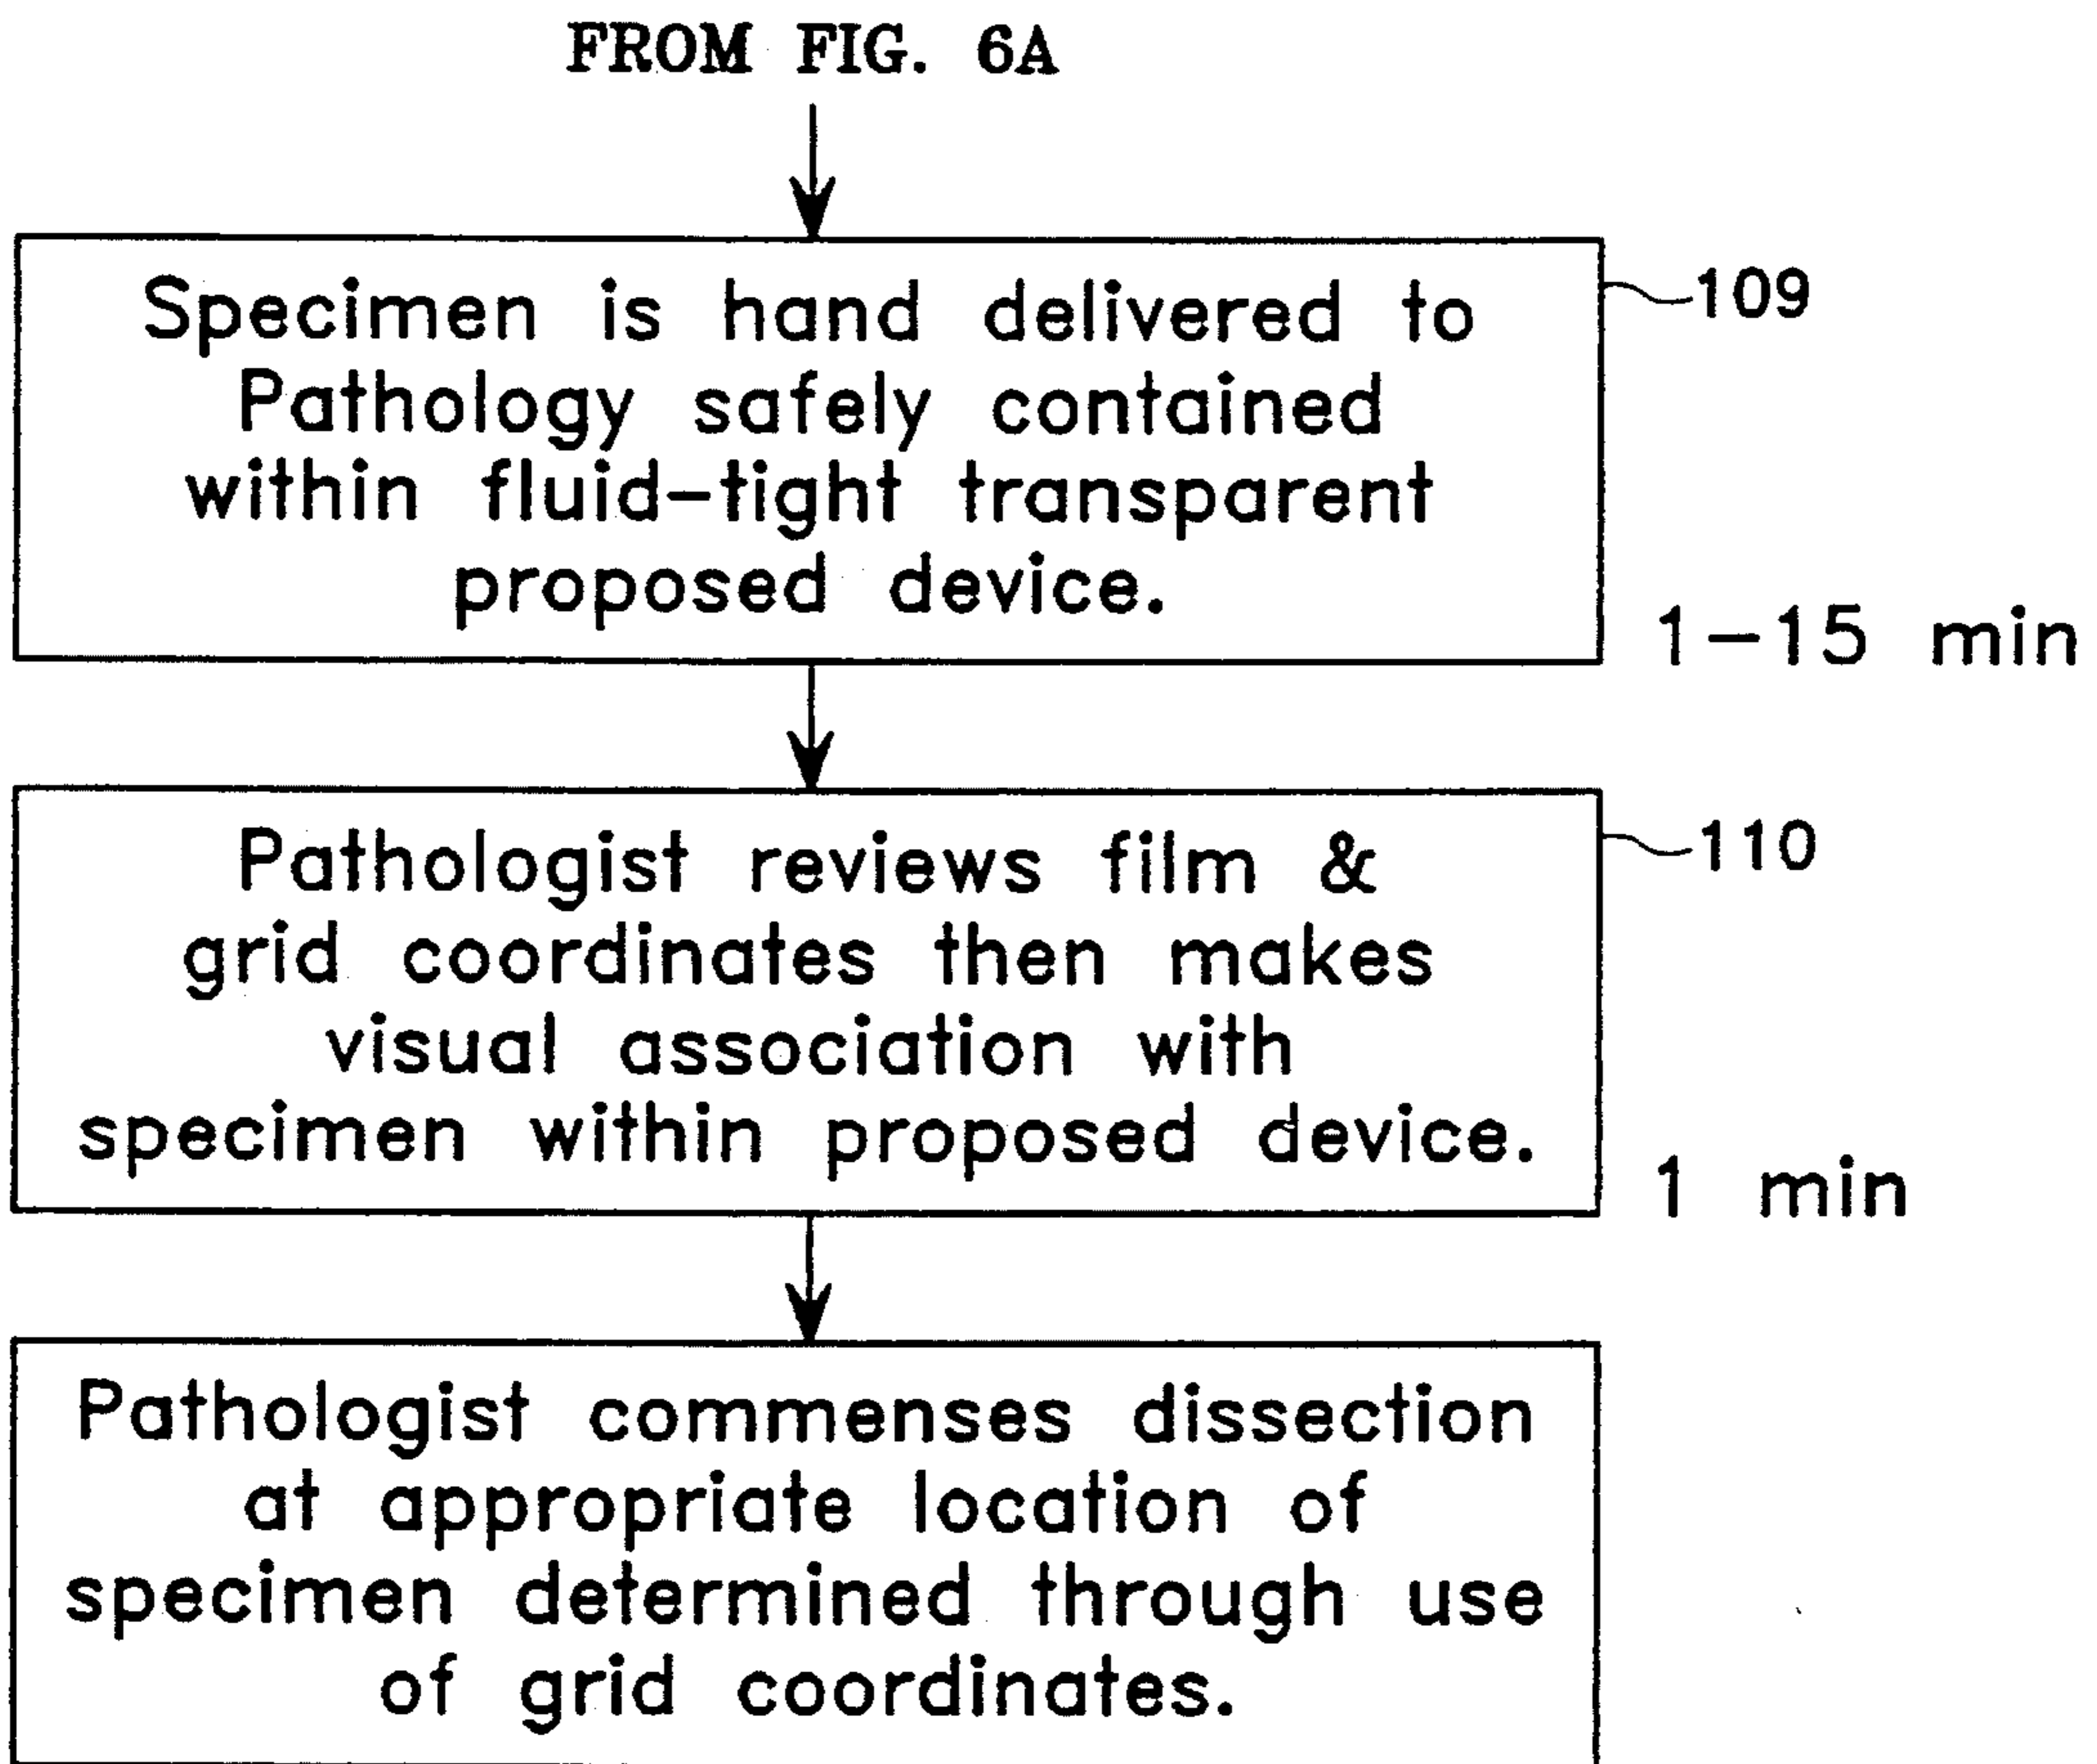 FROM FIG. 6A
Specimen is hand delivered to
Pathology safely contained
within fluid-tight transparent
proposed device.
109
1-15 min
Pathologist reviews film &
grid coordinates then makes
visual association with
specimen within proposed device.
110
1 min
Pathologist commenses dissection
at appropriate location of
specimen determined through use
of grid coordinates.